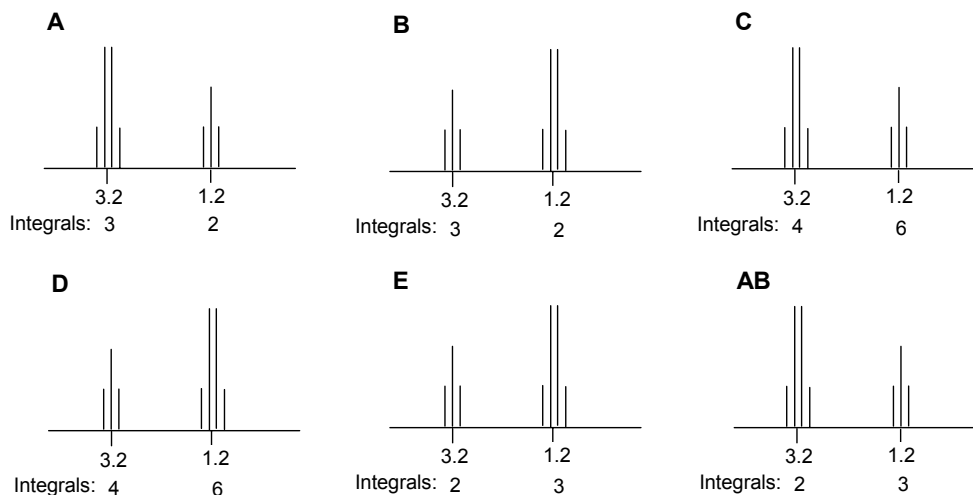 A B C
3.2 1.2 3.2 1.2 3.2 1.2
Integrals: 3 2 Integrals: 3 2 Integrals: 4 6
D E AB
3.2 1.2 3.2 1.2 3.2 1.2
Integrals: 4 6 Integrals: 2 3 Integrals: 2 3